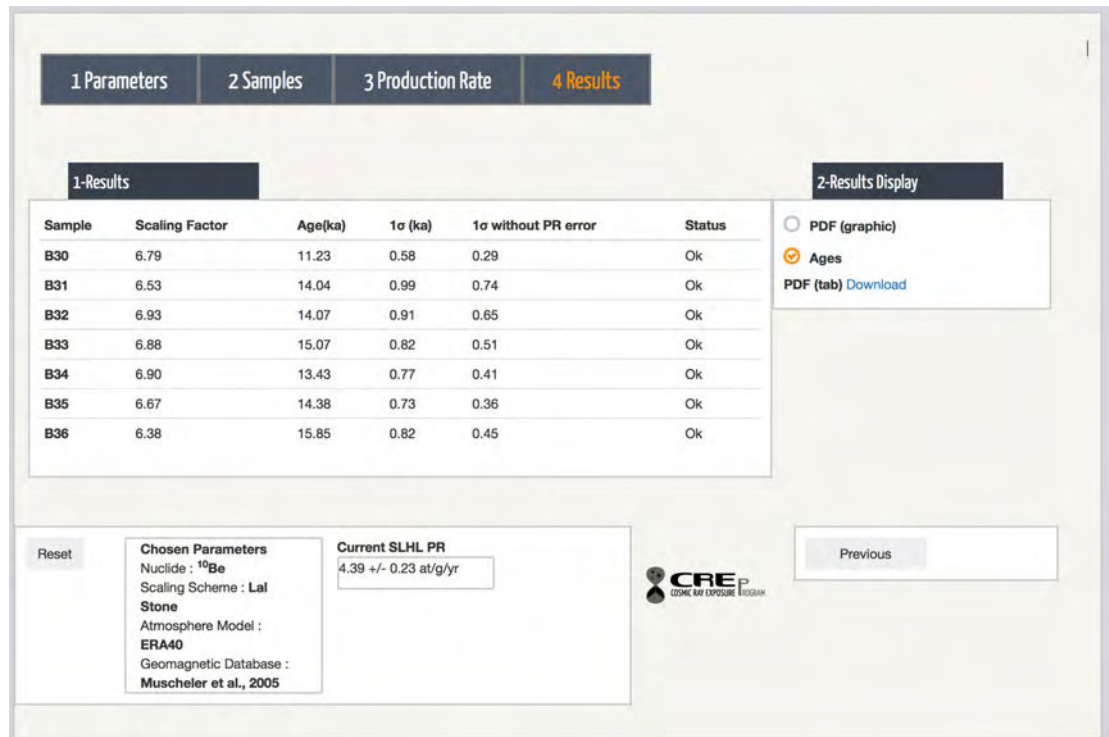 1 Parameters 2 Samples 3 Production Rate 4 Results
1-Results
Sample Scaling Factor Age(ka) 1σ (ka) 1σ without PR error Status
B30 6.79 11.23 0.58 0.29 Ok
B31 6.53 14.04 0.99 0.74 Ok
B32 6.93 14.07 0.91 0.65 Ok
B33 6.88 15.07 0.82 0.51 Ok
B34 6.90 13.43 0.77 0.41 Ok
B35 6.67 14.38 0.73 0.36 Ok
B36 6.38 15.85 0.82 0.45 Ok
2-Results Display
PDF (graphic)
Ages
PDF (tab) Download
Reset
Chosen Parameters
Nuclide : ¹⁰Be
Scaling Scheme : Lal
Stone
Atmosphere Model :
ERA40
Geomagnetic Database :
Muscheler et al., 2005
Current SLHL PR
4.39 +/- 0.23 at/g/yr
CREP
COSMIC RAY EXPOSURE PROGRAM
Previous